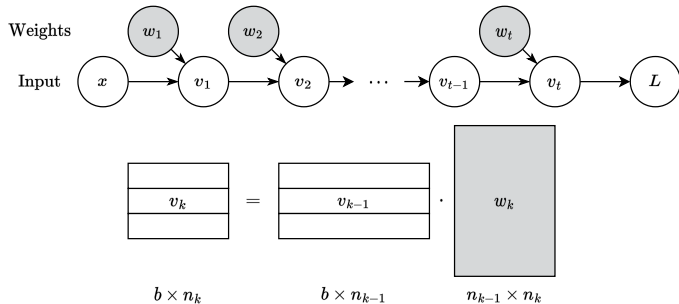 Weights w₁ w₂ wₜ
Input x v₁ v₂ ⋯ vₜ₋₁ vₜ L
vₖ = vₖ₋₁ · wₖ
b × nₖ b × nₖ₋₁ nₖ₋₁ × nₖ